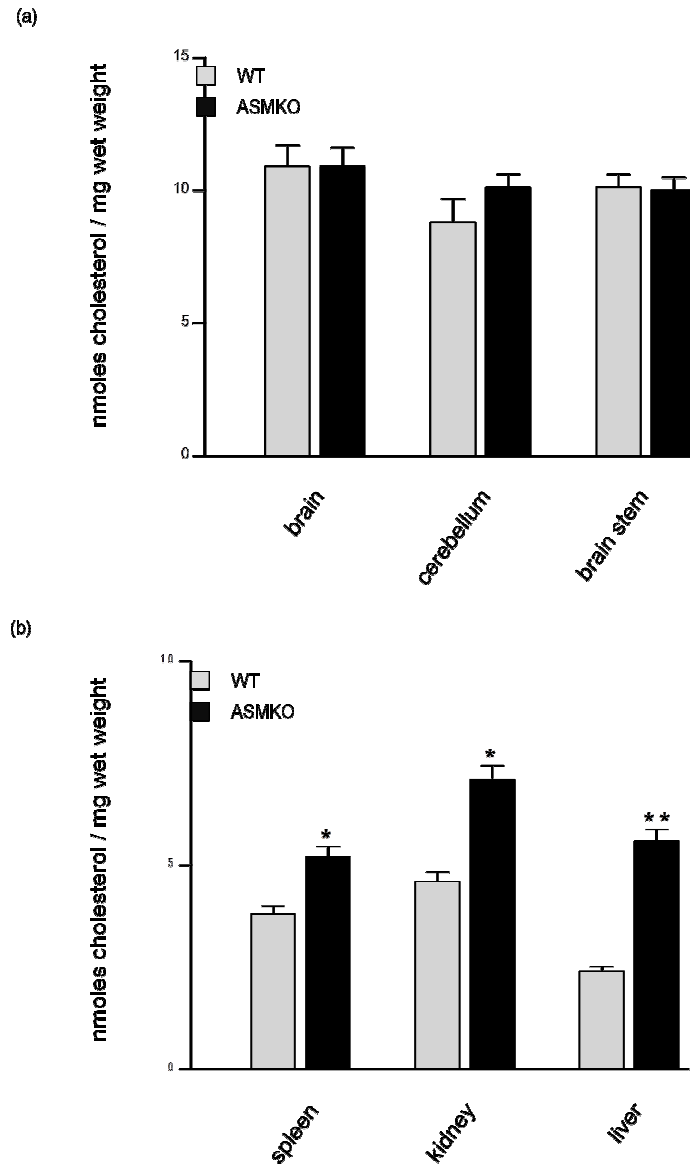 (a)
nmoles cholesterol / mg wet weight
15
10
5
0
WT
ASMKO
brain
cerebellum
brain stem
(b)
nmoles cholesterol / mg wet weight
10
5
0
WT
ASMKO
*
*
**
spleen
kidney
liver